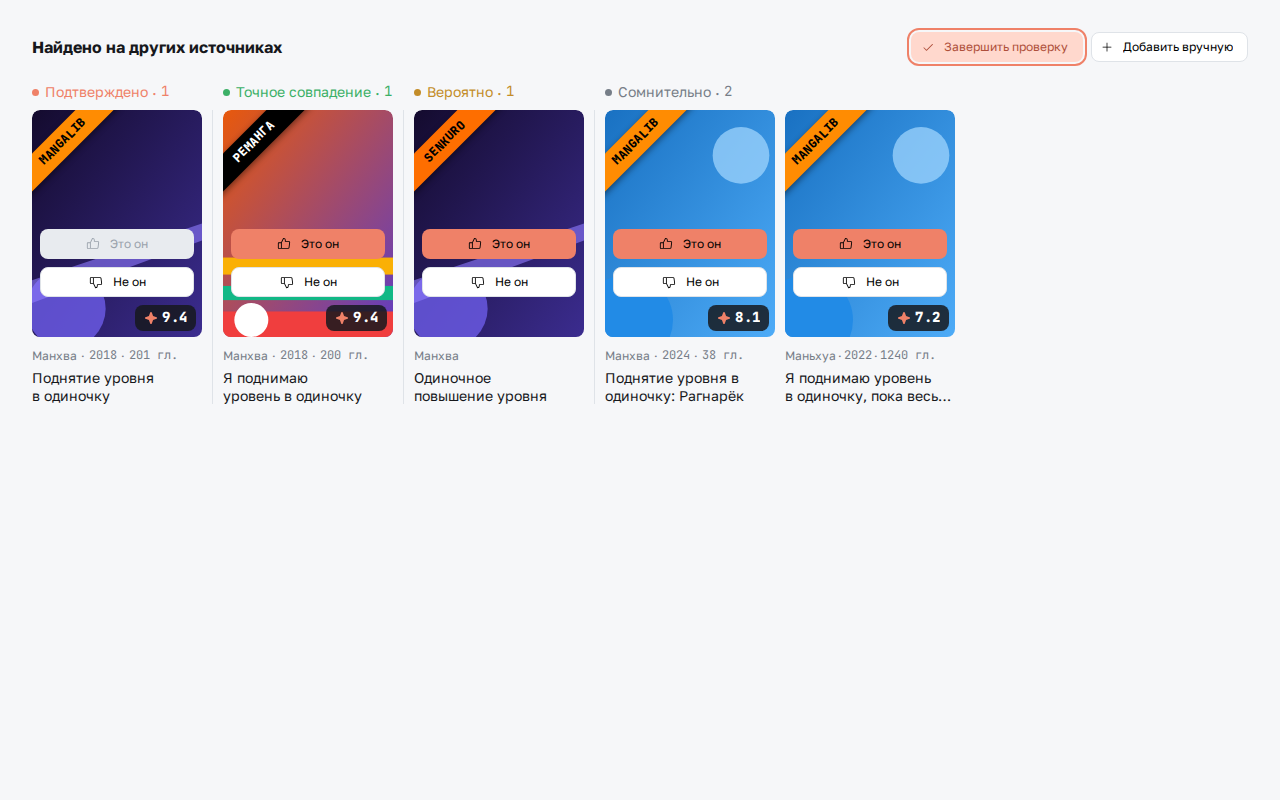 Найдено на других источниках
Завершить проверку
Добавить вручную
Подтверждено · 1
Точное совпадение · 1
Вероятно · 1
Сомнительно · 2
MANGALIB
РЕМАНГА
SENKURO
MANGALIB
MANGALIB
Это он
Это он
Это он
Это он
Это он
Не он
Не он
Не он
Не он
Не он
9.4
9.4
8.1
7.2
Манхва · 2018 · 201 гл.
Манхва · 2018 · 200 гл.
Манхва
Манхва · 2024 · 38 гл.
Маньхуа · 2022 · 1240 гл.
Поднятие уровня
в одиночку
Я поднимаю
уровень в одиночку
Одиночное
повышение уровня
Поднятие уровня в
одиночку: Рагнарёк
Я поднимаю уровень
в одиночку, пока весь…